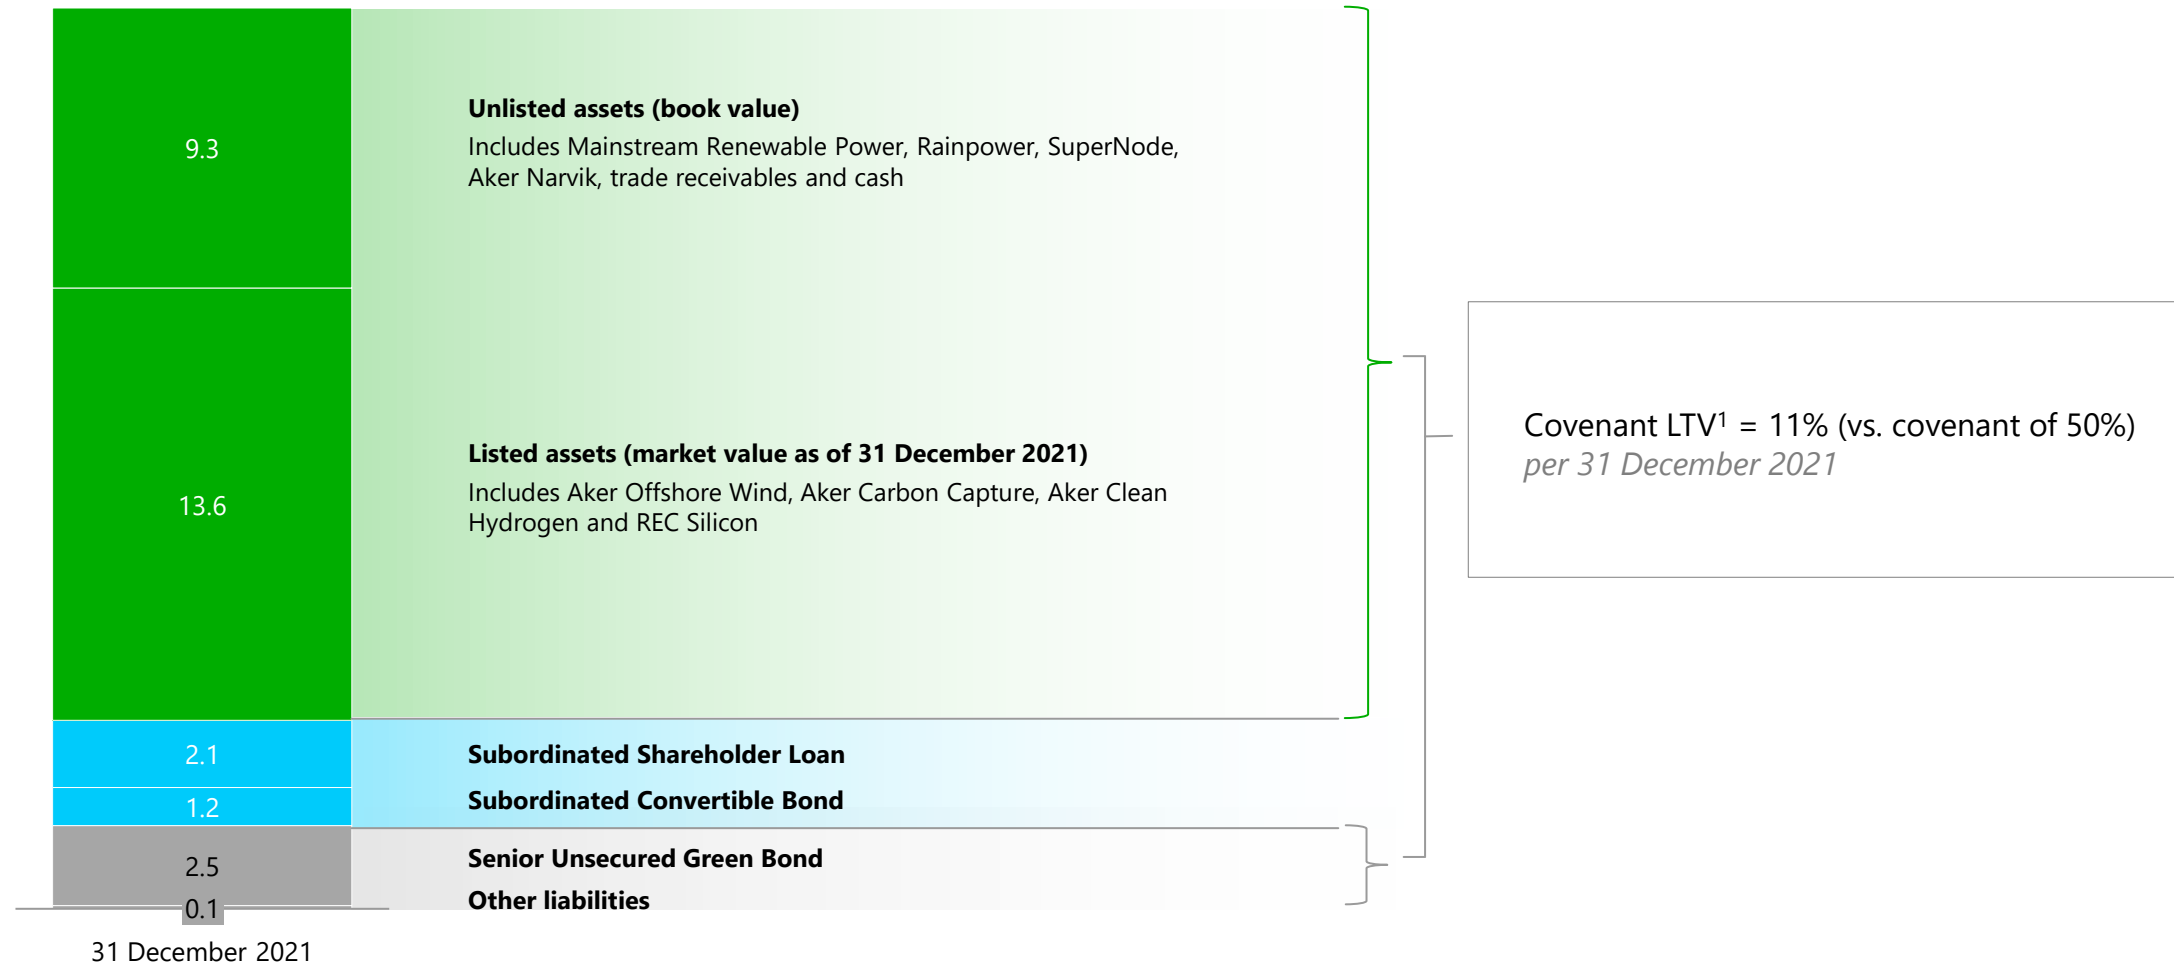 9.3
Unlisted assets (book value)
Includes Mainstream Renewable Power, Rainpower, SuperNode,
Aker Narvik, trade receivables and cash
13.6
Listed assets (market value as of 31 December 2021)
Includes Aker Offshore Wind, Aker Carbon Capture, Aker Clean
Hydrogen and REC Silicon
Covenant LTV¹ = 11% (vs. covenant of 50%)
per 31 December 2021
2.1
Subordinated Shareholder Loan
1.2
Subordinated Convertible Bond
2.5
Senior Unsecured Green Bond
0.1
Other liabilities
31 December 2021